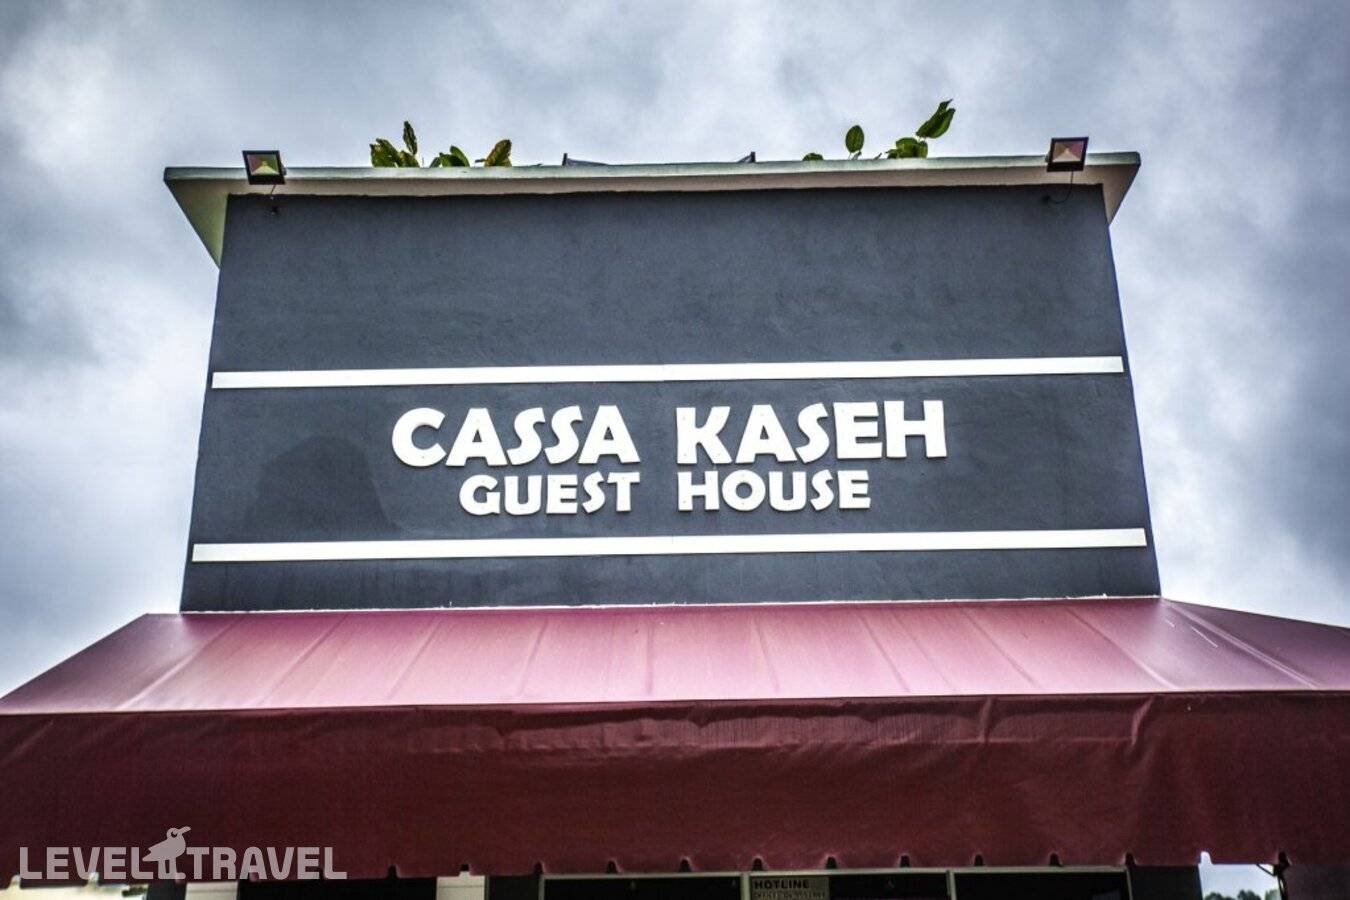 CASSA KASEH
GUEST HOUSE
HOTLINE
LEVEL TRAVEL